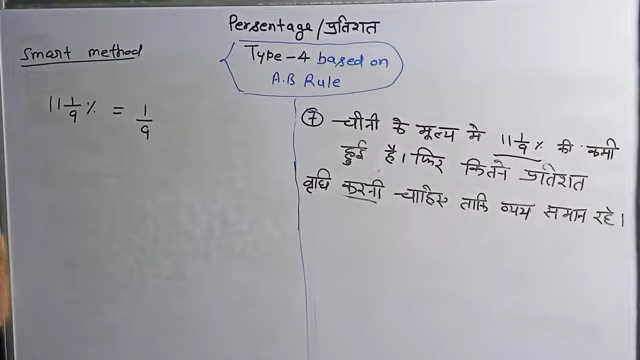 Persentage/प्रतिशत
Smart method
Type-4 based on
A.B Rule
11 1/9 % = 1/9
⑦ चीनी के मूल्य मे 11 1/9 % की कमी
हुई है। फिर कितने प्रतिशत
वृधि करनी चाहिए ताकि व्यय समान रहे।